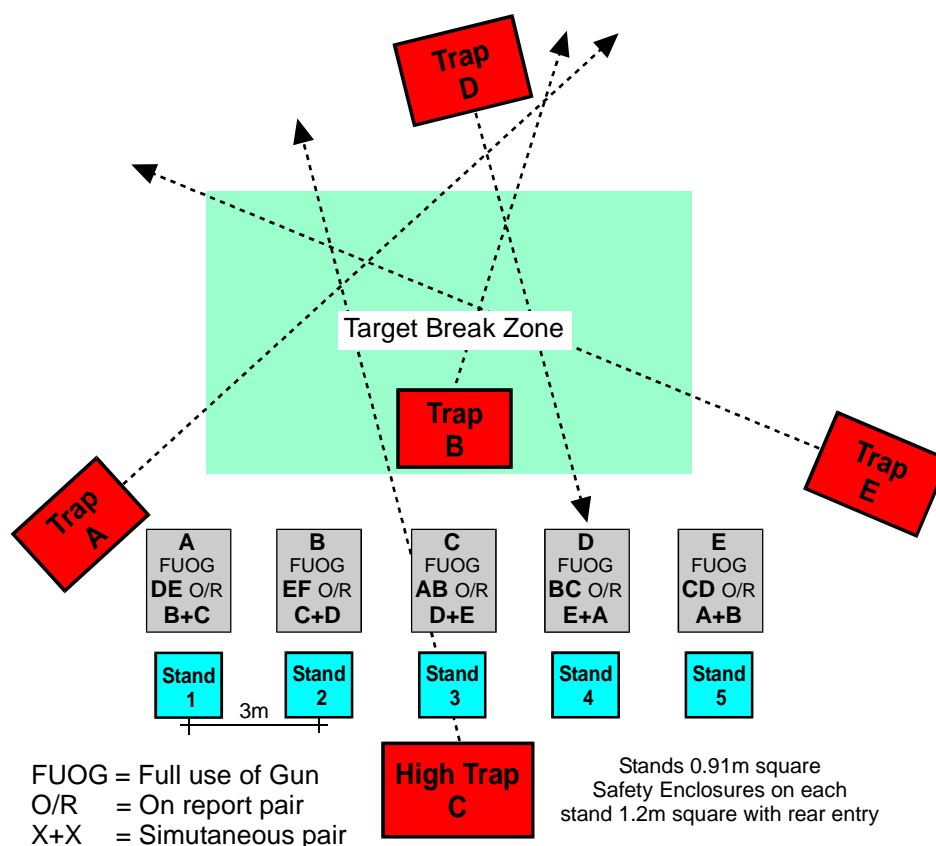 Trap
D
Target Break Zone
Trap
B
Trap
E
Trap
A
A
FUOG
DE O/R
B+C
B
FUOG
EF O/R
C+D
C
FUOG
AB O/R
D+E
D
FUOG
BC O/R
E+A
E
FUOG
CD O/R
A+B
Stand
1
Stand
2
Stand
3
Stand
4
Stand
5
3m
High Trap
C
FUOG = Full use of Gun
O/R = On report pair
X+X = Simutaneous pair
Stands 0.91m square
Safety Enclosures on each
stand 1.2m square with rear entry